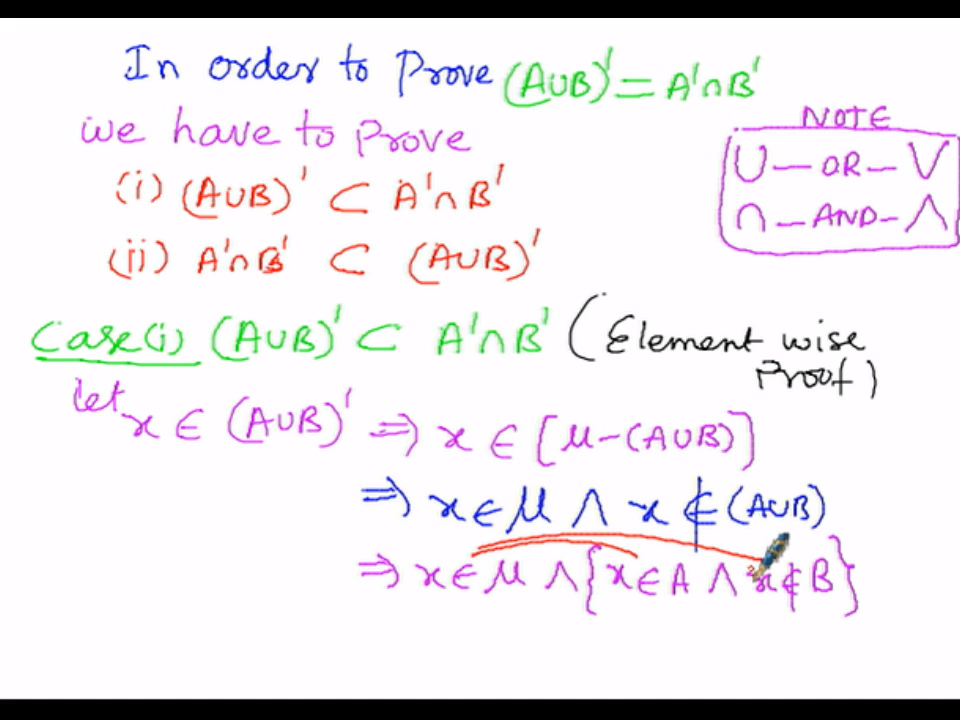 In order to Prove (A∪B)' = A'∩B'
we have to Prove
NOTE
∪ — OR — ∨
∩ — AND — ∧
(i) (A∪B)' ⊂ A'∩B'
(ii) A'∩B' ⊂ (A∪B)'
Case(i) (A∪B)' ⊂ A'∩B' (Element wise
Proof)
let x ∈ (A∪B)' ⇒ x ∈ [μ-(A∪B)]
⇒ x ∈ μ ∧ x ∉ (A∪B)
⇒ x ∈ μ ∧ {x ∈ A ∧ x ∉ B}